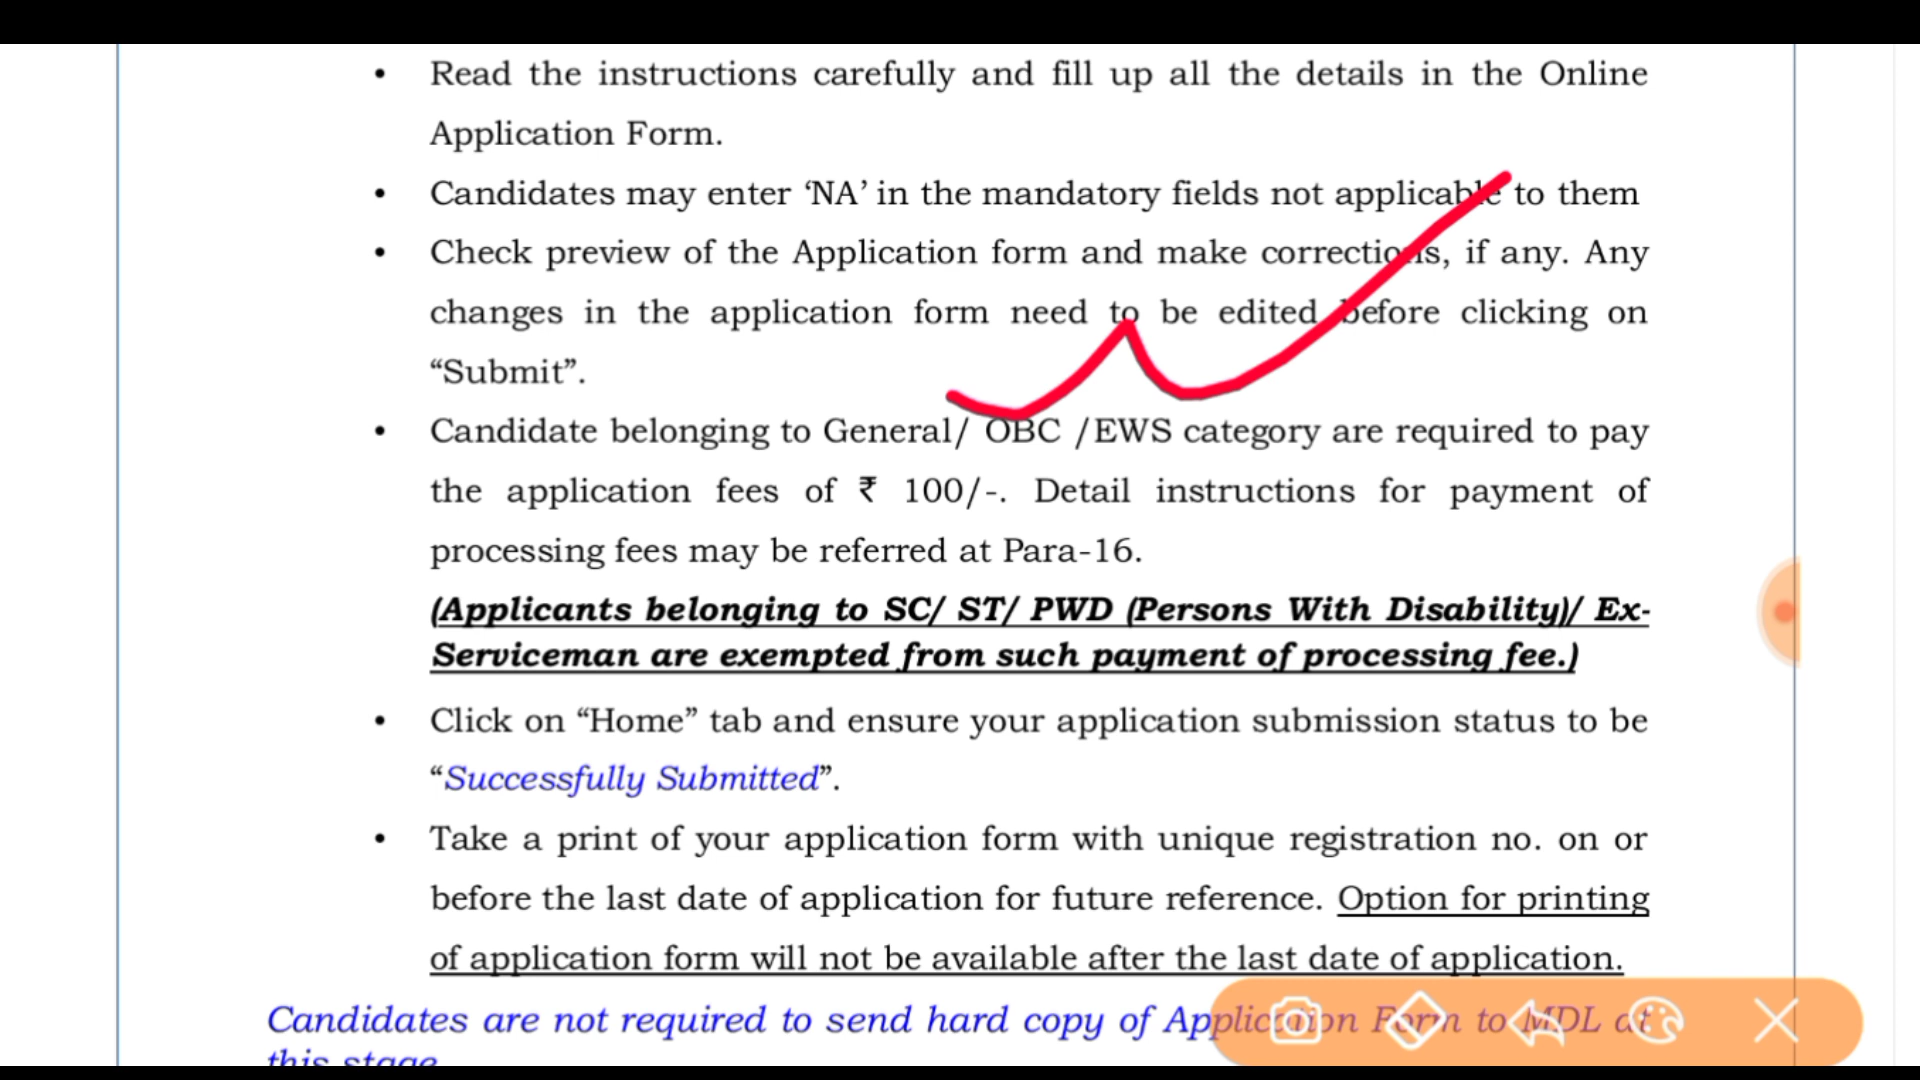 • Read the instructions carefully and fill up all the details in the Online
Application Form.
• Candidates may enter ‘NA’ in the mandatory fields not applicable to them
• Check preview of the Application form and make corrections, if any. Any
changes in the application form need to be edited before clicking on
“Submit”.
• Candidate belonging to General/ OBC /EWS category are required to pay
the application fees of ₹ 100/-. Detail instructions for payment of
processing fees may be referred at Para-16.
(Applicants belonging to SC/ ST/ PWD (Persons With Disability)/ Ex-
Serviceman are exempted from such payment of processing fee.)
• Click on “Home” tab and ensure your application submission status to be
“Successfully Submitted”.
• Take a print of your application form with unique registration no. on or
before the last date of application for future reference. Option for printing
of application form will not be available after the last date of application.
Candidates are not required to send hard copy of Application Form to MDL at
this stage